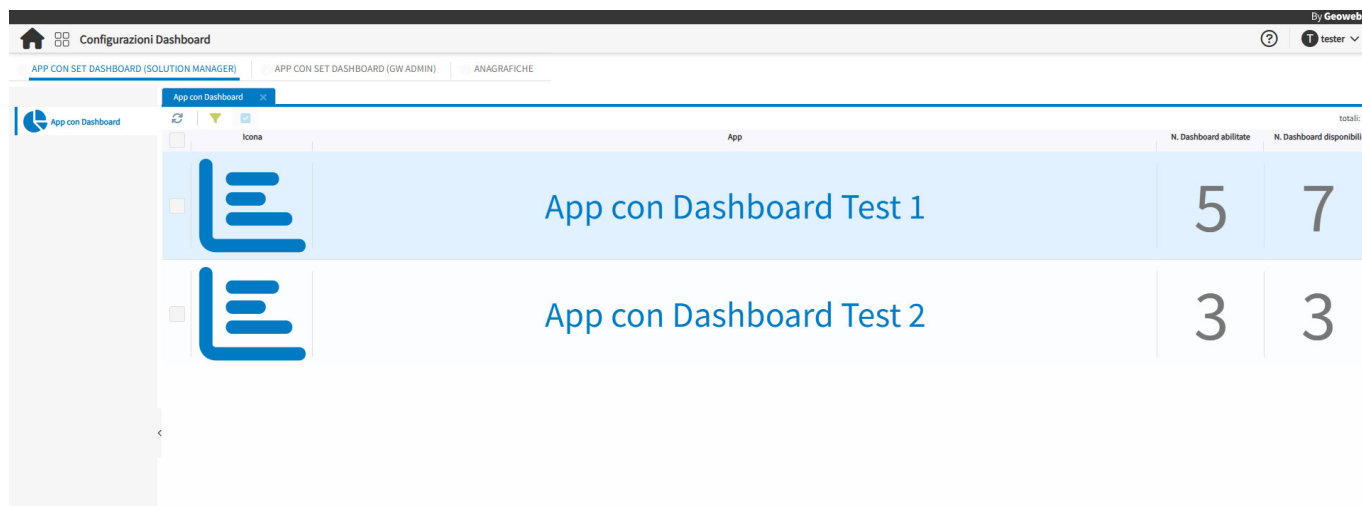 By Geoweb
Configurazioni Dashboard
? T tester
APP CON SET DASHBOARD (SOLUTION MANAGER) APP CON SET DASHBOARD (GW ADMIN) ANAGRAFICHE
App con Dashboard
App con Dashboard
totali:
Icona App N. Dashboard abilitate N. Dashboard disponibili
App con Dashboard Test 1 5 7
App con Dashboard Test 2 3 3